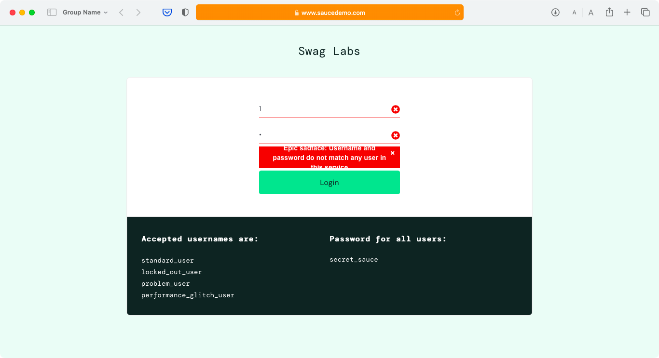 Group Name
www.saucedemo.com
A A
Swag Labs
l
Epic sadface: Username and
password do not match any user in
this service
Login
Accepted usernames are:
standard_user
locked_out_user
problem_user
performance_glitch_user
Password for all users:
secret_sauce